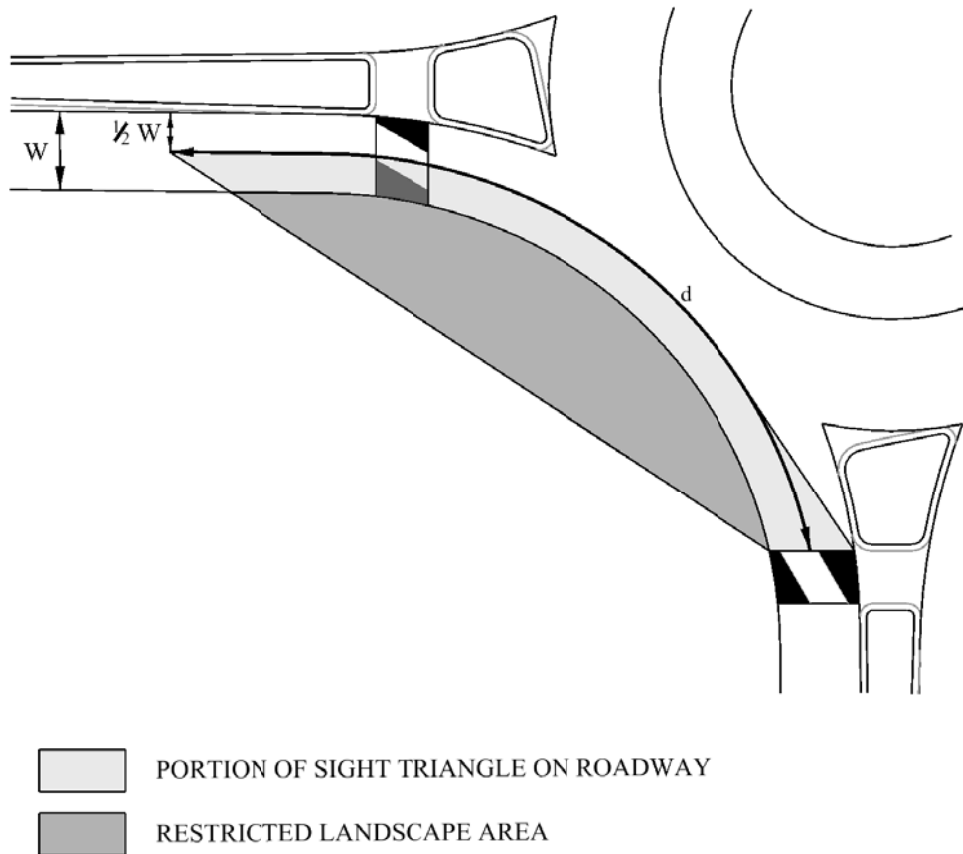 ½ W
W
d
PORTION OF SIGHT TRIANGLE ON ROADWAY
RESTRICTED LANDSCAPE AREA